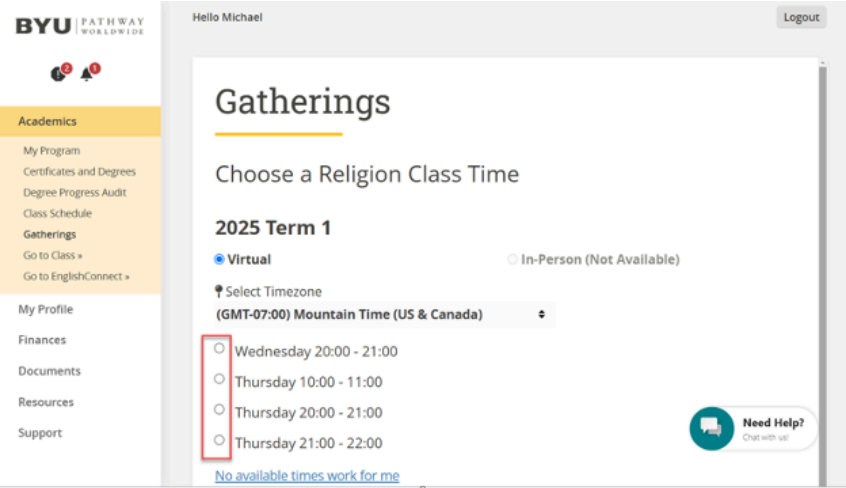 BYU PATHWAY
WORLDWIDE
2
1
Academics
My Program
Certificates and Degrees
Degree Progress Audit
Class Schedule
Gatherings
Go to Class »
Go to EnglishConnect »
My Profile
Finances
Documents
Resources
Support
Hello Michael
Logout
Gatherings
Choose a Religion Class Time
2025 Term 1
Virtual
In-Person (Not Available)
Select Timezone
(GMT-07:00) Mountain Time (US & Canada)
Wednesday 20:00 - 21:00
Thursday 10:00 - 11:00
Thursday 20:00 - 21:00
Thursday 21:00 - 22:00
No available times work for me
Need Help?
Chat with us!